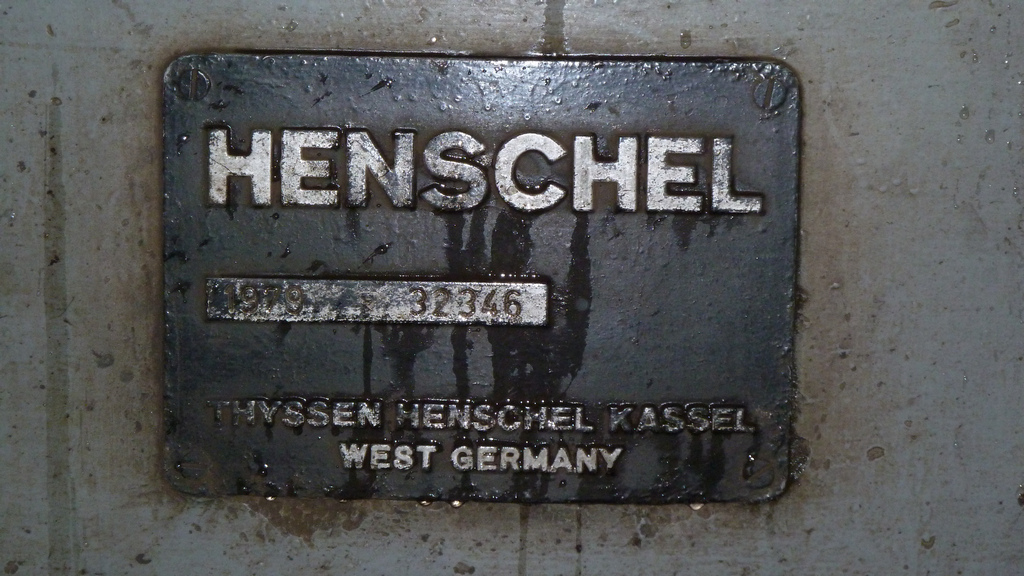 HENSCHEL
1979 32346
THYSSEN HENSCHEL KASSEL
WEST GERMANY